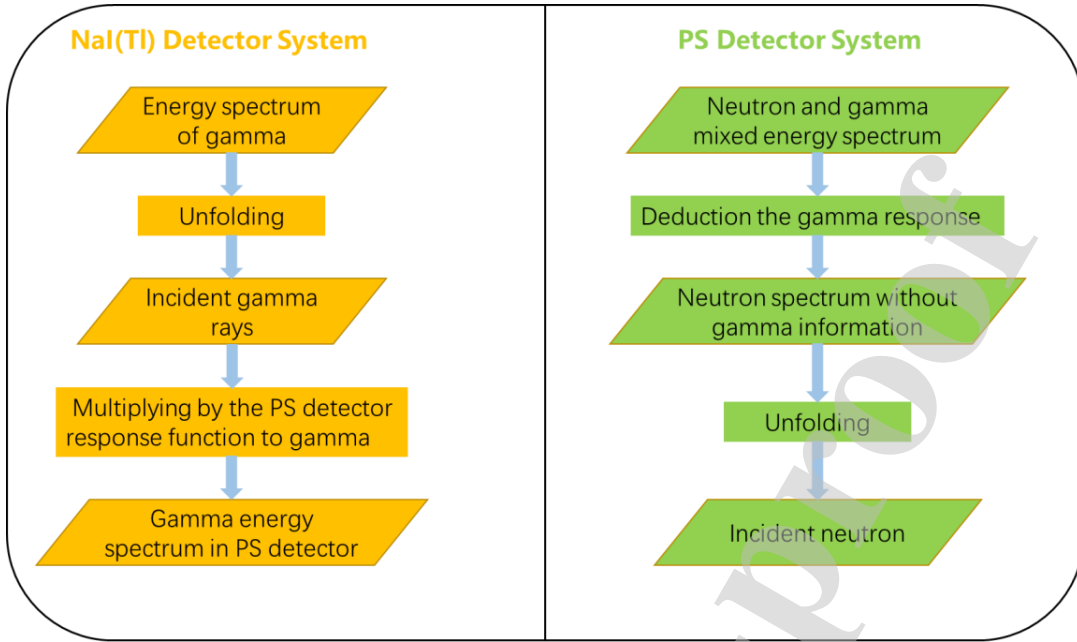 NaI(Tl) Detector System
Energy spectrum
of gamma
Unfolding
Incident gamma
rays
Multiplying by the PS detector
response function to gamma
Gamma energy
spectrum in PS detector
PS Detector System
Neutron and gamma
mixed energy spectrum
Deduction the gamma response
Neutron spectrum without
gamma information
Unfolding
Incident neutron
proof